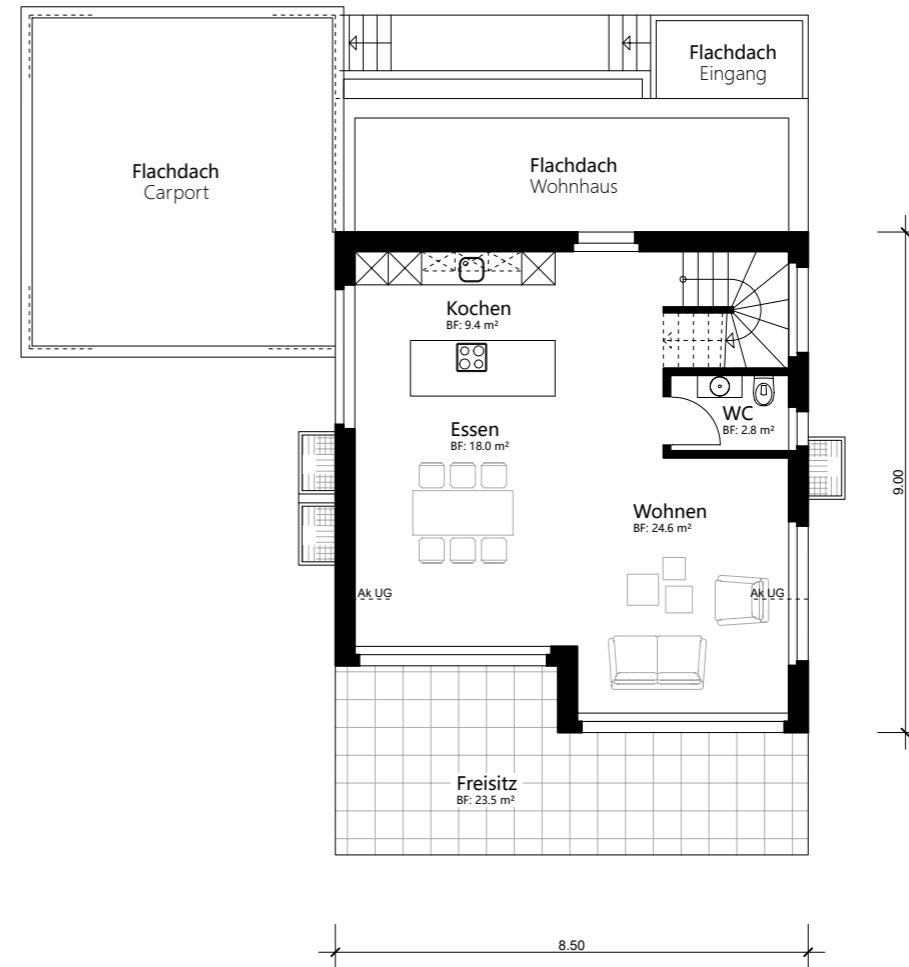 Flachdach
Eingang
Flachdach
Carport
Flachdach
Wohnhaus
Kochen
BF: 9.4 m²
Essen
BF: 18.0 m²
WC
BF: 2.8 m²
Wohnen
BF: 24.6 m²
9.00
Ak UG
Ak UG
Freisitz
BF: 23.5 m²
8.50